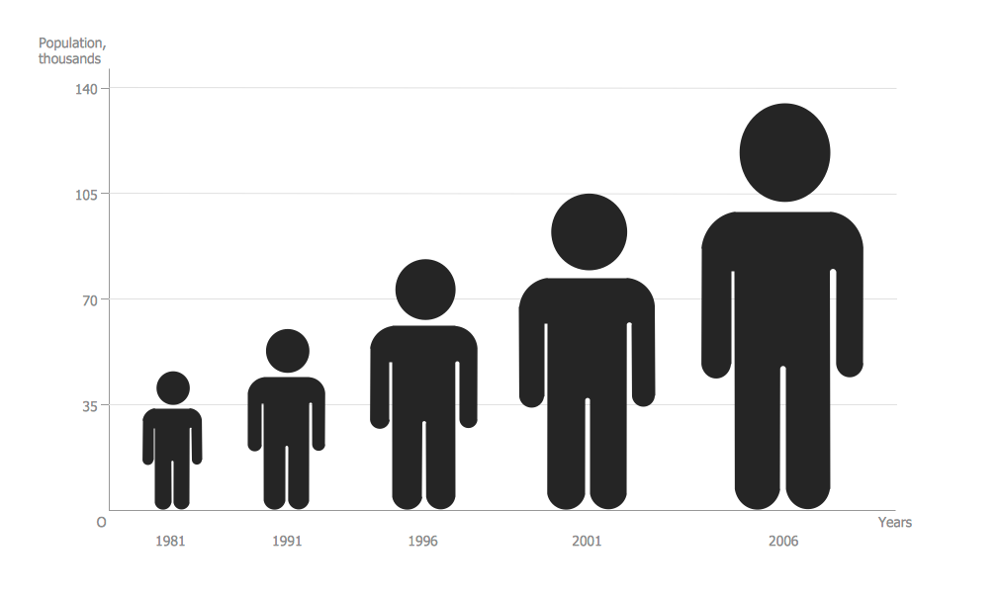 Population,
thousands
140
105
70
35
O
Years
1981
1991
1996
2001
2006